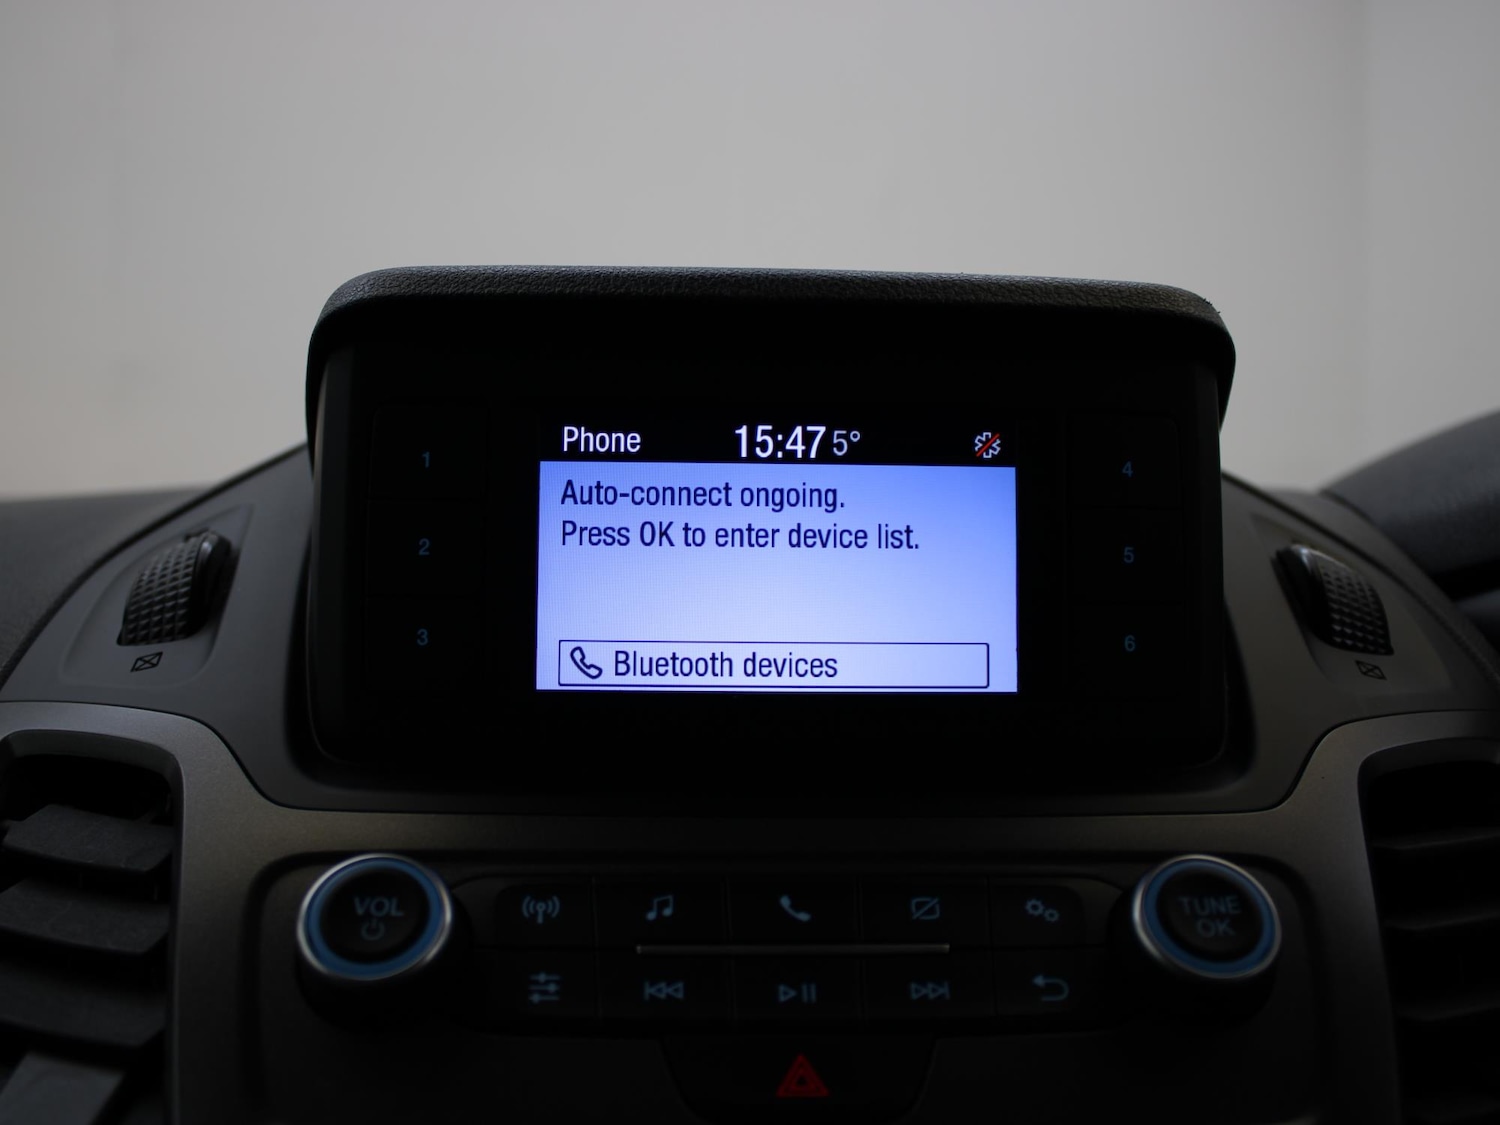 Phone 15:47 5°
Auto-connect ongoing.
Press OK to enter device list.
Bluetooth devices
1
2
3
4
5
6
VOL
TUNE
OK